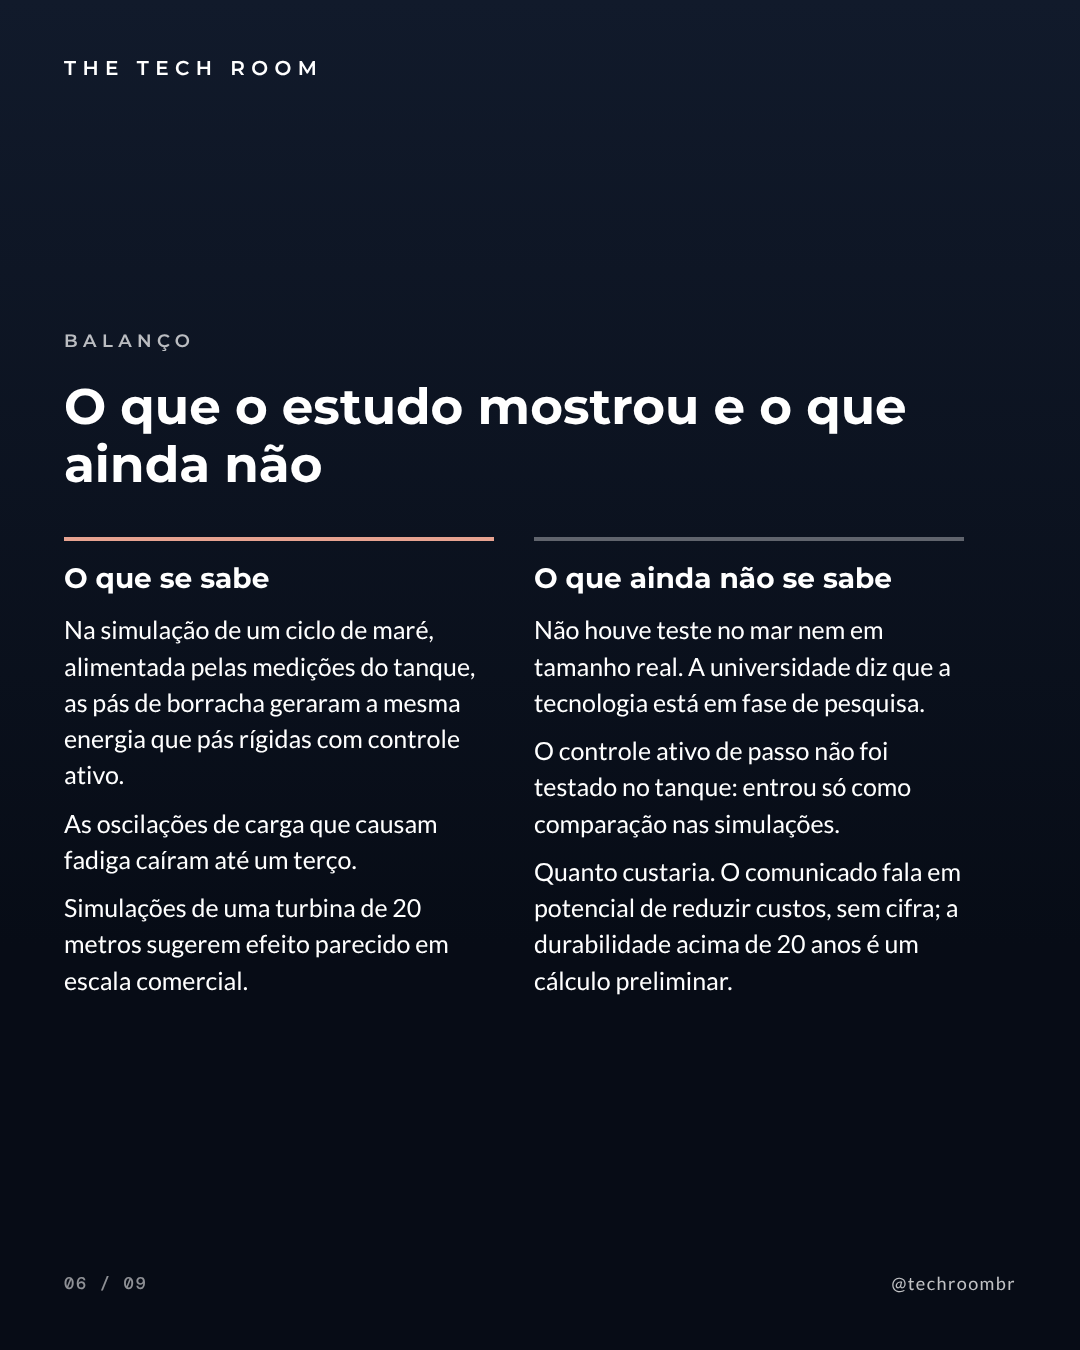 THE TECH ROOM
BALANÇO
O que o estudo mostrou e o que
ainda não
O que se sabe
Na simulação de um ciclo de maré,
alimentada pelas medições do tanque,
as pás de borracha geraram a mesma
energia que pás rígidas com controle
ativo.
As oscilações de carga que causam
fadiga caíram até um terço.
Simulações de uma turbina de 20
metros sugerem efeito parecido em
escala comercial.
O que ainda não se sabe
Não houve teste no mar nem em
tamanho real. A universidade diz que a
tecnologia está em fase de pesquisa.
O controle ativo de passo não foi
testado no tanque: entrou só como
comparação nas simulações.
Quanto custaria. O comunicado fala em
potencial de reduzir custos, sem cifra; a
durabilidade acima de 20 anos é um
cálculo preliminar.
06 / 09
@techroombr